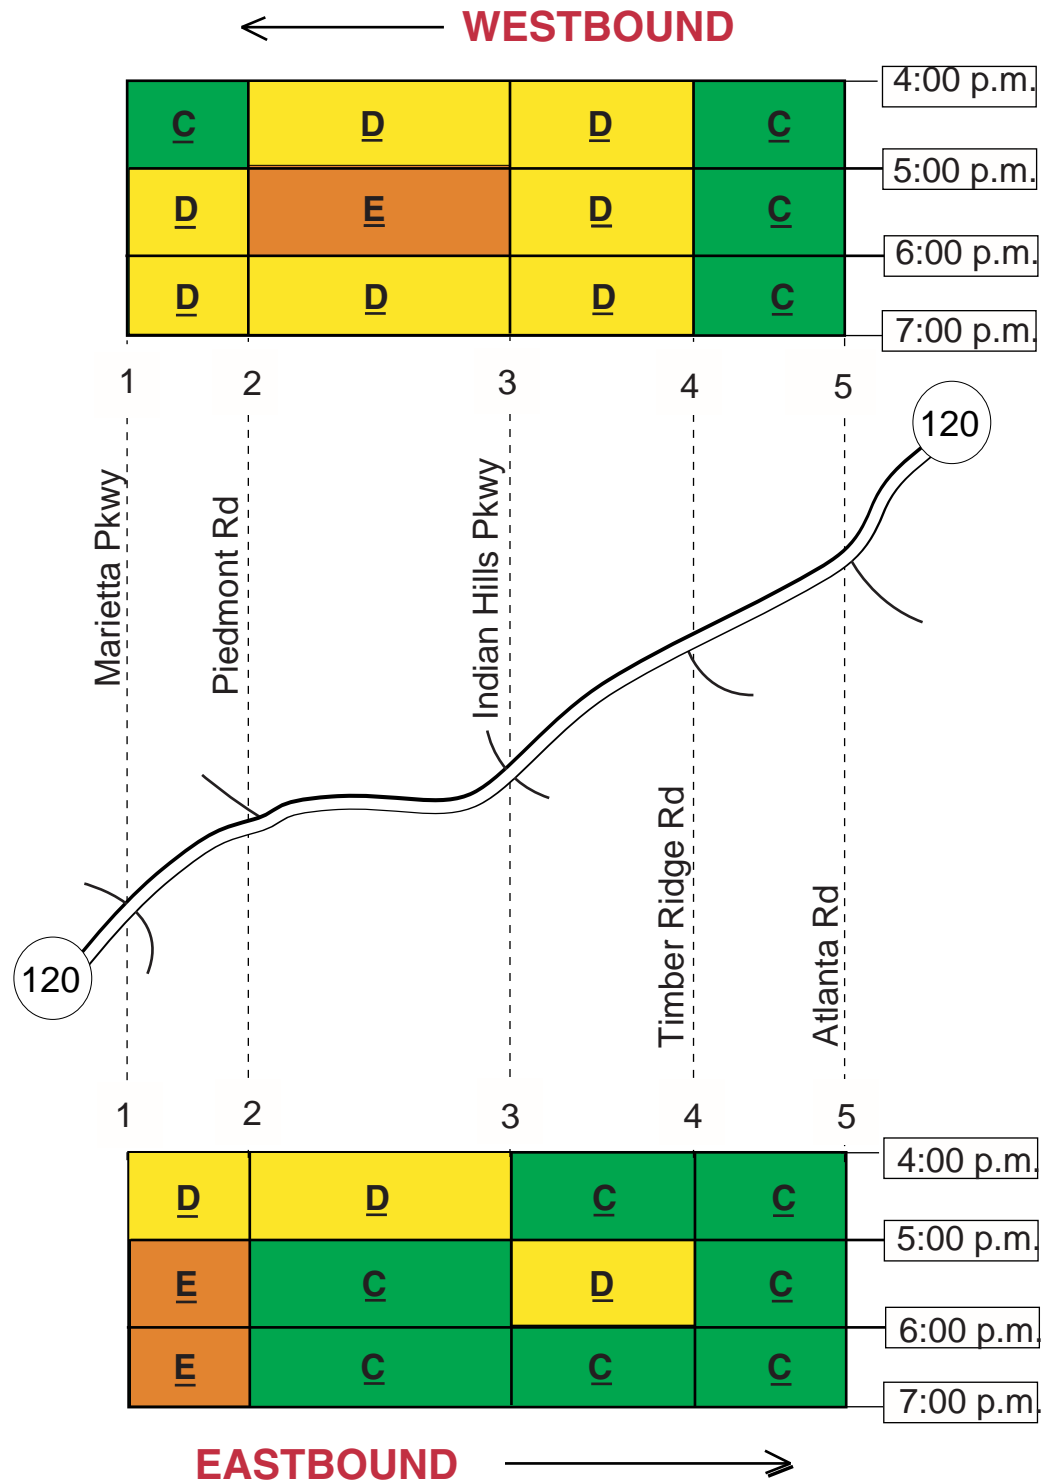 WESTBOUND
4:00 p.m.
C D D C
5:00 p.m.
D E D C
6:00 p.m.
D D D C
7:00 p.m.
1 2 3 4 5
120
Marietta Pkwy
Piedmont Rd
Indian Hills Pkwy
Timber Ridge Rd
Atlanta Rd
120
1 2 3 4 5
4:00 p.m.
D D C C
5:00 p.m.
E C D C
6:00 p.m.
E C C C
7:00 p.m.
EASTBOUND